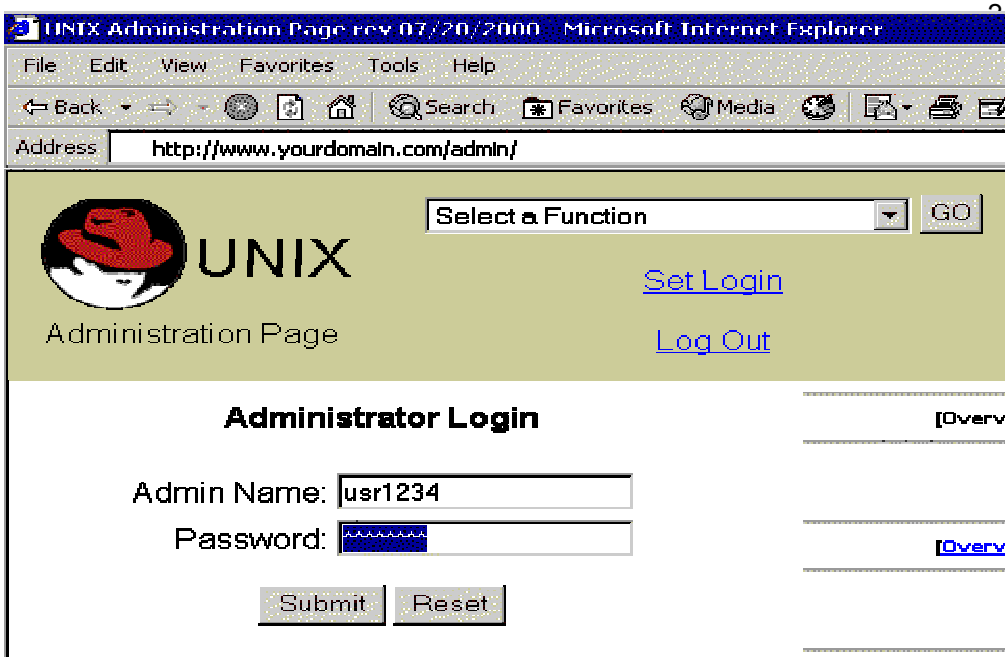 UNIX Administration Page rev 07/20/2000 Microsoft Internet Explorer
File Edit View Favorites Tools Help
Back Search Favorites Media
Address http://www.yourdomain.com/admin/
Select a Function GO
UNIX
Set Login
Administration Page
Log Out
Administrator Login
[Overv
Admin Name: usr1234
Password:
[Overv
Submit Reset